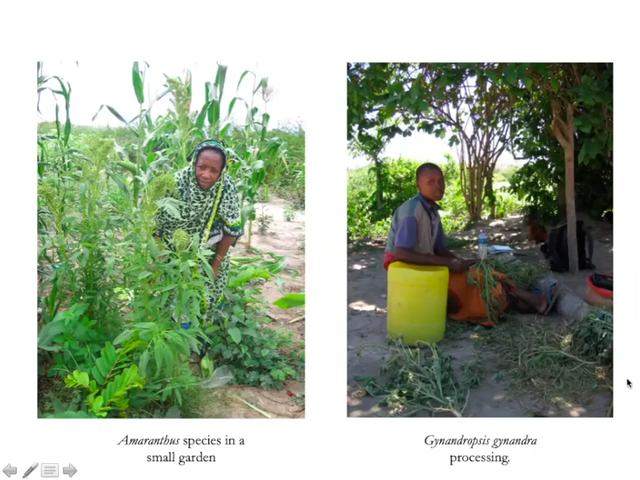 Amaranthus species in a
small garden
Gynandropsis gynandra
processing.